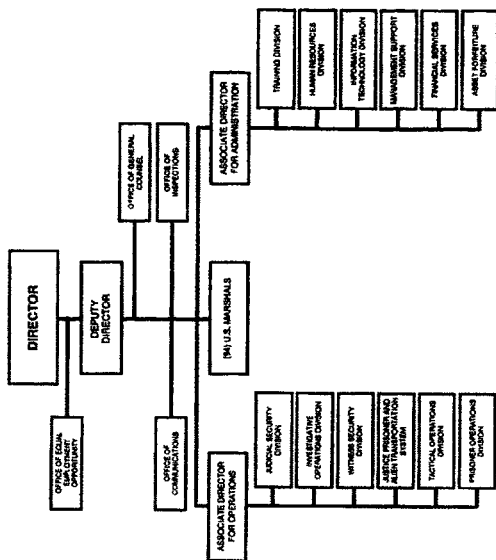 DIRECTOR
OFFICE OF EQUAL
EMPLOYMENT
OPPORTUNITY
DEPUTY
DIRECTOR
OFFICE OF GENERAL
COUNSEL
OFFICE OF
COMMUNICATIONS
OFFICE OF
INSPECTIONS
ASSOCIATE DIRECTOR
FOR OPERATIONS
(94) U.S. MARSHALS
ASSOCIATE DIRECTOR
FOR ADMINISTRATION
JUDICIAL SECURITY
DIVISION
INVESTIGATIVE
OPERATIONS DIVISION
WITNESS SECURITY
DIVISION
JUSTICE PRISONER AND
ALIEN TRANSPORTATION
SYSTEM
TACTICAL OPERATIONS
DIVISION
PRISONER OPERATIONS
DIVISION
TRAINING DIVISION
HUMAN RESOURCES
DIVISION
INFORMATION
TECHNOLOGY DIVISION
MANAGEMENT SUPPORT
DIVISION
FINANCIAL SERVICES
DIVISION
ASSET FORFEITURE
DIVISION